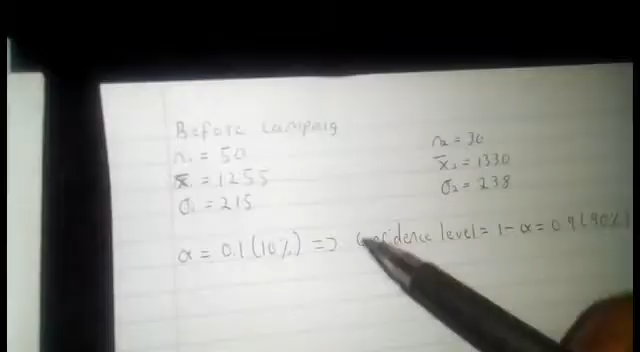 Before Campaig
n₁ = 50
x̄₁ = 1255
σ₁ = 215
n₂ = 30
x̄₂ = 1330
σ₂ = 238
α = 0.1 (10%) => level = 1 - α = 0.9 (90%)